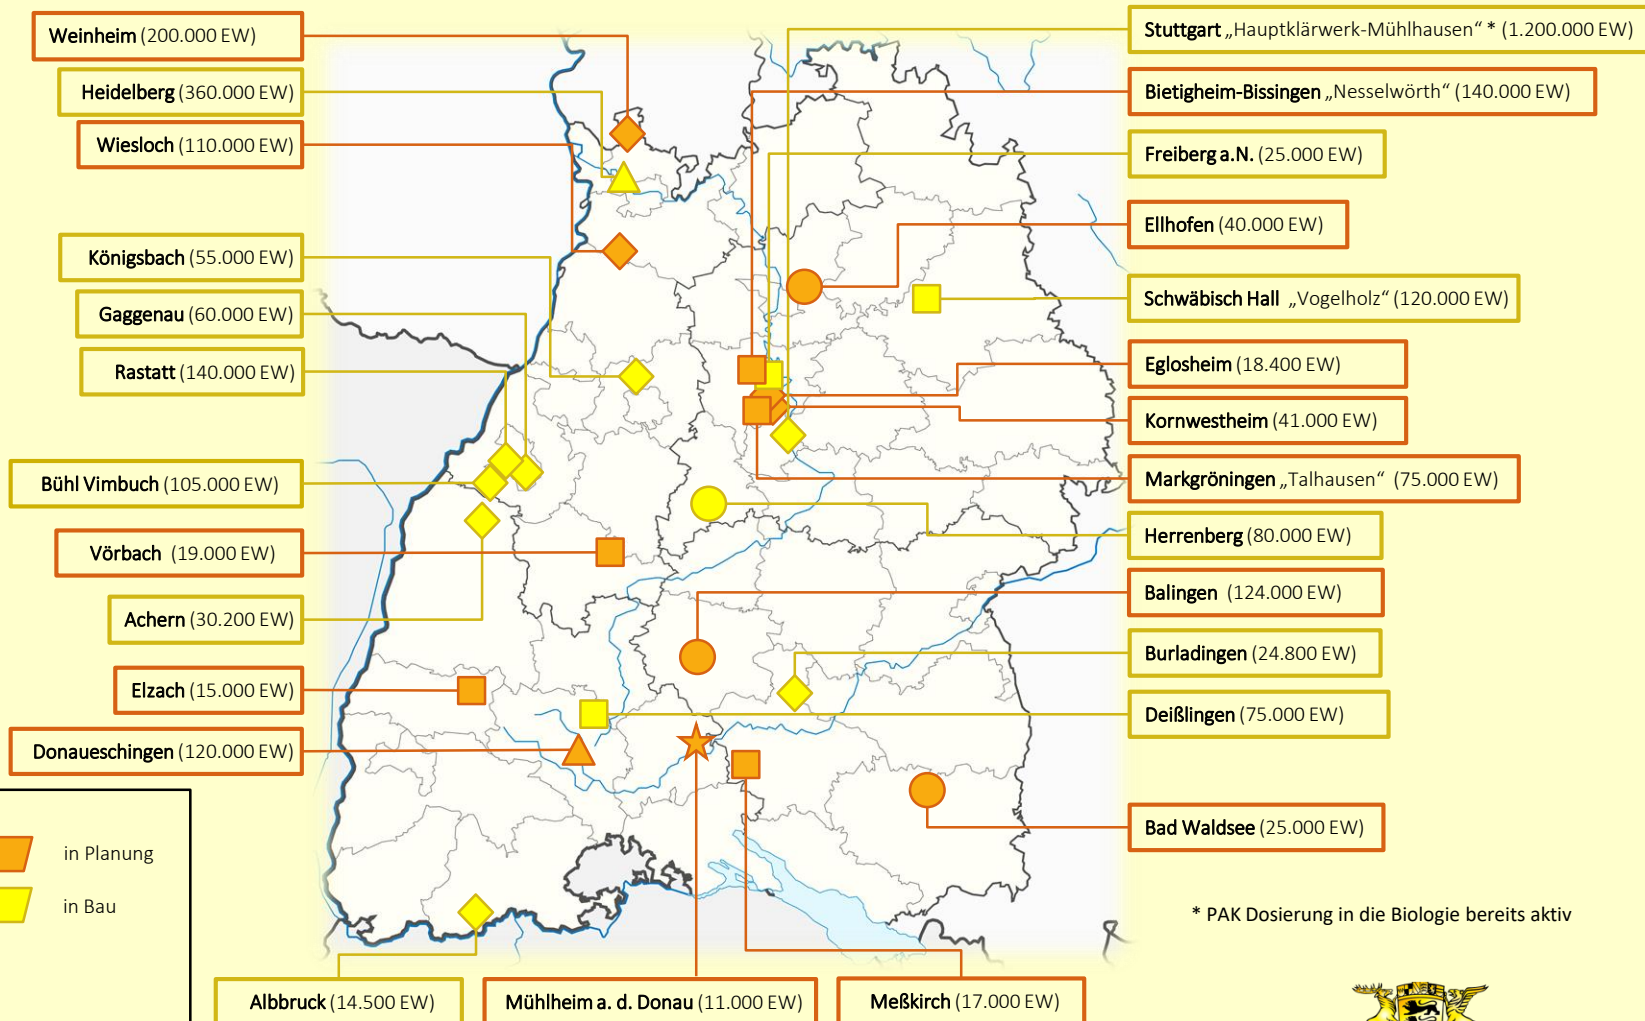 Weinheim (200.000 EW)
Heidelberg (360.000 EW)
Wiesloch (110.000 EW)
Königsbach (55.000 EW)
Gaggenau (60.000 EW)
Rastatt (140.000 EW)
Bühl Vimbuch (105.000 EW)
Vörbach (19.000 EW)
Achern (30.200 EW)
Elzach (15.000 EW)
Donaueschingen (120.000 EW)
in Planung
in Bau
Albbruck (14.500 EW)
Mühlheim a. d. Donau (11.000 EW)
Meßkirch (17.000 EW)
Stuttgart „Hauptklärwerk-Mühlhausen“ * (1.200.000 EW)
Bietigheim-Bissingen „Nesselwörth“ (140.000 EW)
Freiberg a.N. (25.000 EW)
Ellhofen (40.000 EW)
Schwäbisch Hall „Vogelholz“ (120.000 EW)
Eglosheim (18.400 EW)
Kornwestheim (41.000 EW)
Markgröningen „Talhausen“ (75.000 EW)
Herrenberg (80.000 EW)
Balingen (124.000 EW)
Burladingen (24.800 EW)
Deißlingen (75.000 EW)
Bad Waldsee (25.000 EW)
* PAK Dosierung in die Biologie bereits aktiv